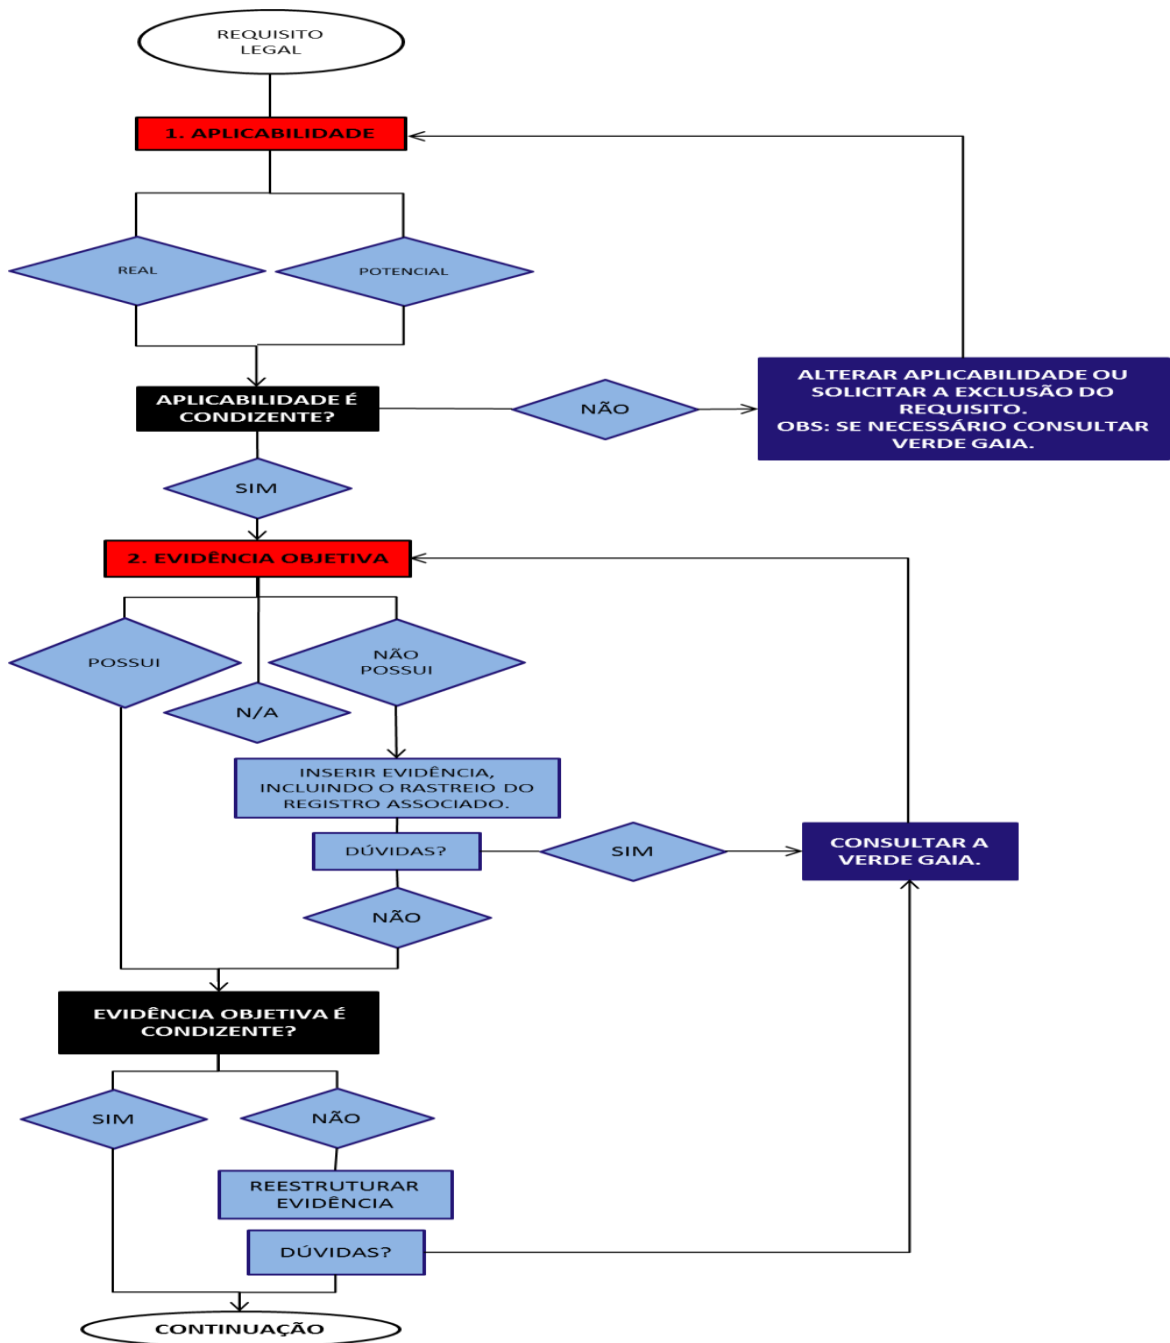 REQUISITO
LEGAL
1. APLICABILIDADE
REAL
POTENCIAL
APLICABILIDADE É
CONDIZENTE?
NÃO
ALTERAR APLICABILIDADE OU
SOLICITAR A EXCLUSÃO DO
REQUISITO.
OBS: SE NECESSÁRIO CONSULTAR
VERDE GAIA.
SIM
2. EVIDÊNCIA OBJETIVA
POSSUI
NÃO
POSSUI
N/A
INSERIR EVIDÊNCIA,
INCLUINDO O RASTREIO DO
REGISTRO ASSOCIADO.
DÚVIDAS?
SIM
CONSULTAR A
VERDE GAIA.
NÃO
EVIDÊNCIA OBJETIVA É
CONDIZENTE?
SIM
NÃO
REESTRUTURAR
EVIDÊNCIA
DÚVIDAS?
CONTINUAÇÃO